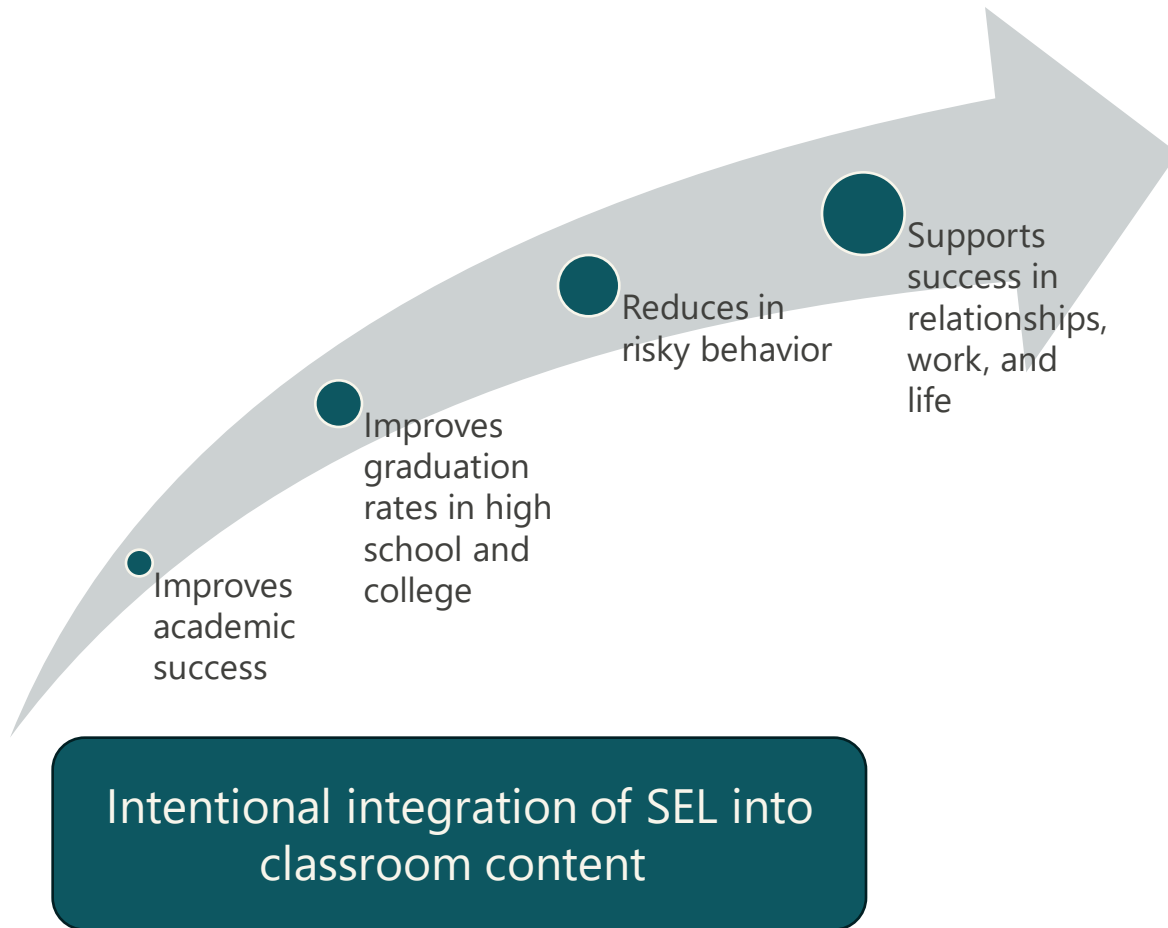 Improves
academic
success
Improves
graduation
rates in high
school and
college
Reduces in
risky behavior
Supports
success in
relationships,
work, and
life
Intentional integration of SEL into
classroom content